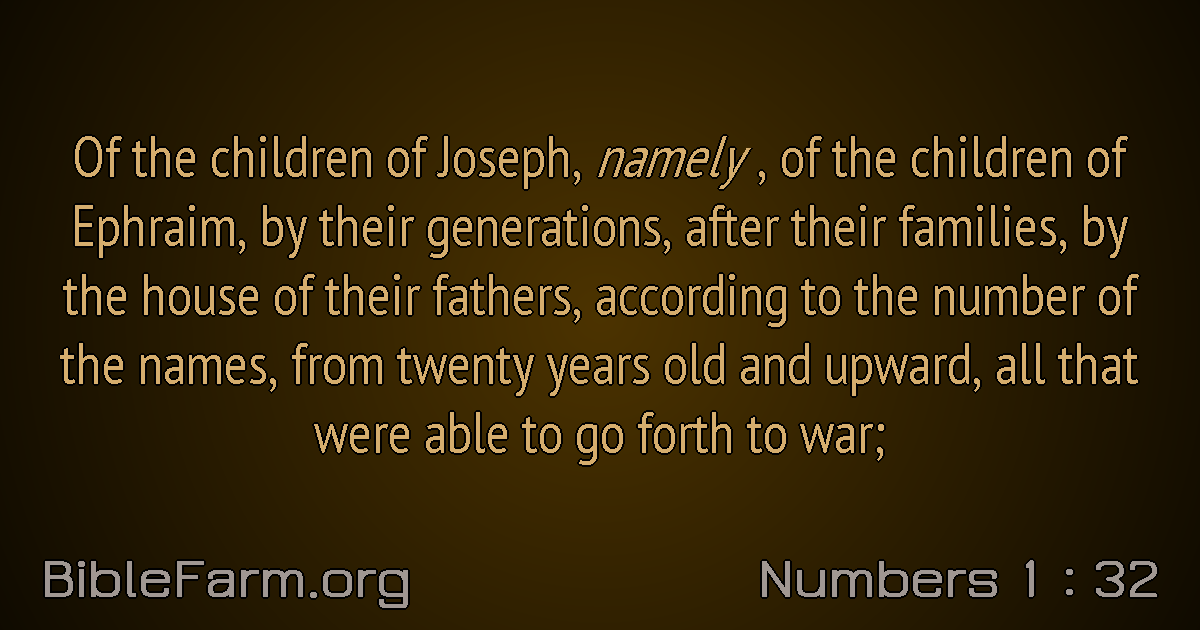 Of the children of Joseph, namely , of the children of
Ephraim, by their generations, after their families, by
the house of their fathers, according to the number of
the names, from twenty years old and upward, all that
were able to go forth to war;
BibleFarm.org
Numbers 1 : 32